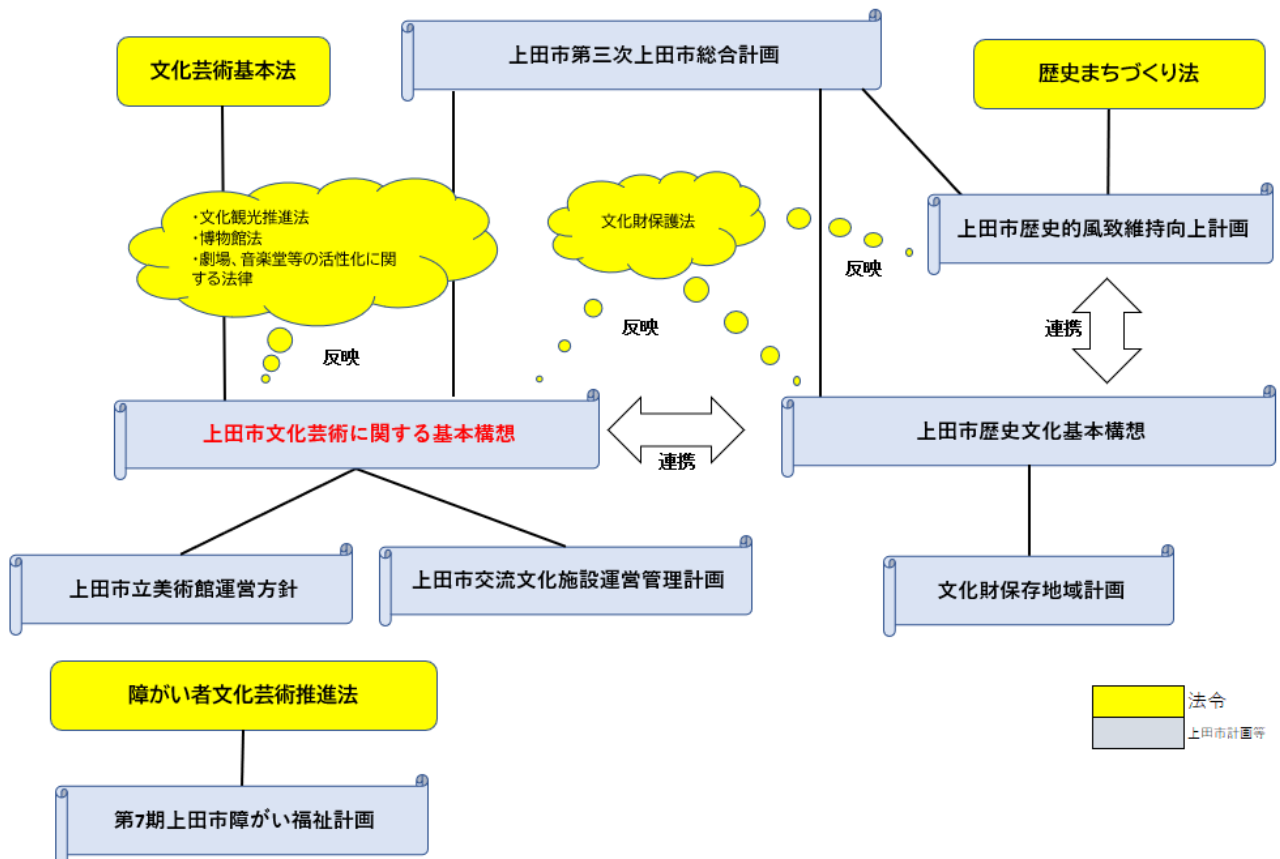 上田市第三次上田市総合計画
文化芸術基本法
歴史まちづくり法
・文化観光推進法
・博物館法
・劇場、音楽堂等の活性化に関
する法律
文化財保護法
上田市歴史的風致維持向上計画
反映
反映
反映
連携
上田市文化芸術に関する基本構想
連携
上田市歴史文化基本構想
上田市立美術館運営方針
上田市交流文化施設運営管理計画
文化財保存地域計画
障がい者文化芸術推進法
法令
上田市計画等
第7期上田市障がい福祉計画